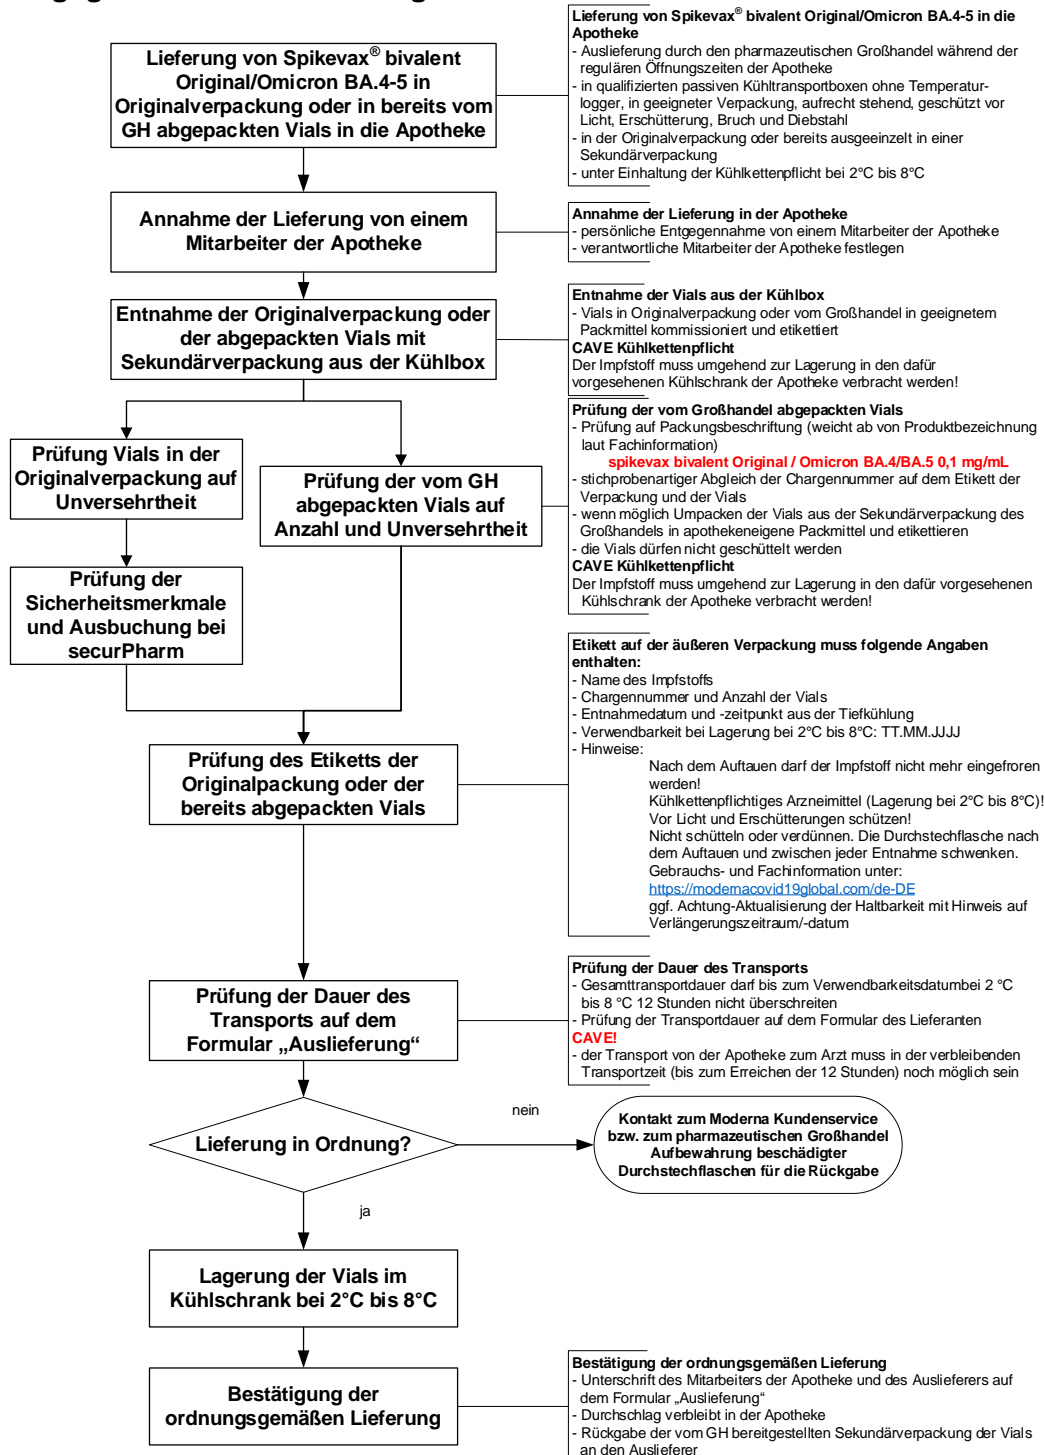 Lieferung von Spikevax® bivalent
Original/Omicron BA.4-5 in
Originalverpackung oder in bereits vom
GH abgepackten Vials in die Apotheke
Lieferung von Spikevax® bivalent Original/Omicron BA.4-5 in die
Apotheke
- Auslieferung durch den pharmazeutischen Großhandel während der
regulären Öffnungszeiten der Apotheke
- in qualifizierten passiven Kühltransportboxen ohne Temperatur-
logger, in geeigneter Verpackung, aufrecht stehend, geschützt vor
Licht, Erschütterung, Bruch und Diebstahl
- in der Originalverpackung oder bereits ausgeeinzelt in einer
Sekundärverpackung
- unter Einhaltung der Kühlkettenpflicht bei 2°C bis 8°C
Annahme der Lieferung von einem
Mitarbeiter der Apotheke
Annahme der Lieferung in der Apotheke
- persönliche Entgegennahme von einem Mitarbeiter der Apotheke
- verantwortliche Mitarbeiter der Apotheke festlegen
Entnahme der Originalverpackung oder
der abgepackten Vials mit
Sekundärverpackung aus der Kühlbox
Entnahme der Vials aus der Kühlbox
- Vials in Originalverpackung oder vom Großhandel in geeignetem
Packmittel kommissioniert und etikettiert
CAVE Kühlkettenpflicht
Der Impfstoff muss umgehend zur Lagerung in den dafür
vorgesehenen Kühlschrank der Apotheke verbracht werden!
Prüfung Vials in der
Originalverpackung auf
Unversehrtheit
Prüfung der vom GH
abgepackten Vials auf
Anzahl und Unversehrtheit
Prüfung der vom Großhandel abgepackten Vials
- Prüfung auf Packungsbeschriftung (weicht ab von Produktbezeichnung
laut Fachinformation)
spikevax bivalent Original / Omicron BA.4/BA.5 0,1 mg/mL
- stichprobenartiger Abgleich der Chargennummer auf dem Etikett der
Verpackung und der Vials
- wenn möglich Umpacken der Vials aus der Sekundärverpackung des
Großhandels in apothekeneigene Packmittel und etikettieren
- die Vials dürfen nicht geschüttelt werden
CAVE Kühlkettenpflicht
Der Impfstoff muss umgehend zur Lagerung in den dafür vorgesehenen
Kühlschrank der Apotheke verbracht werden!
Prüfung der
Sicherheitsmerkmale
und Ausbuchung bei
securPharm
Prüfung des Etiketts der
Originalpackung oder der
bereits abgepackten Vials
Etikett auf der äußeren Verpackung muss folgende Angaben
enthalten:
- Name des Impfstoffs
- Chargennummer und Anzahl der Vials
- Entnahmedatum und -zeitpunkt aus der Tiefkühlung
- Verwendbarkeit bei Lagerung bei 2°C bis 8°C: TT.MM.JJJJ
- Hinweise:
Nach dem Auftauen darf der Impfstoff nicht mehr eingefroren
werden!
Kühlkettenpflichtiges Arzneimittel (Lagerung bei 2°C bis 8°C)!
Vor Licht und Erschütterungen schützen!
Nicht schütteln oder verdünnen. Die Durchstechflasche nach
dem Auftauen und zwischen jeder Entnahme schwenken.
Gebrauchs- und Fachinformation unter:
https://modernacovid19global.com/de-DE
ggf. Achtung-Aktualisierung der Haltbarkeit mit Hinweis auf
Verlängerungszeitraum/-datum
Prüfung der Dauer des
Transports auf dem
Formular „Auslieferung“
Prüfung der Dauer des Transports
- Gesamttransportdauer darf bis zum Verwendbarkeitsdatumbei 2 °C
bis 8 °C 12 Stunden nicht überschreiten
- Prüfung der Transportdauer auf dem Formular des Lieferanten
CAVE!
- der Transport von der Apotheke zum Arzt muss in der verbleibenden
Transportzeit (bis zum Erreichen der 12 Stunden) noch möglich sein
Lieferung in Ordnung?
nein
Kontakt zum Moderna Kundenservice
bzw. zum pharmazeutischen Großhandel
Aufbewahrung beschädigter
Durchstechflaschen für die Rückgabe
ja
Lagerung der Vials im
Kühlschrank bei 2°C bis 8°C
Bestätigung der
ordnungsgemäßen Lieferung
Bestätigung der ordnungsgemäßen Lieferung
- Unterschrift des Mitarbeiters der Apotheke und des Auslieferers auf
dem Formular „Auslieferung“
- Durchschlag verbleibt in der Apotheke
- Rückgabe der vom GH bereitgestellten Sekundärverpackung der Vials
an den Auslieferer